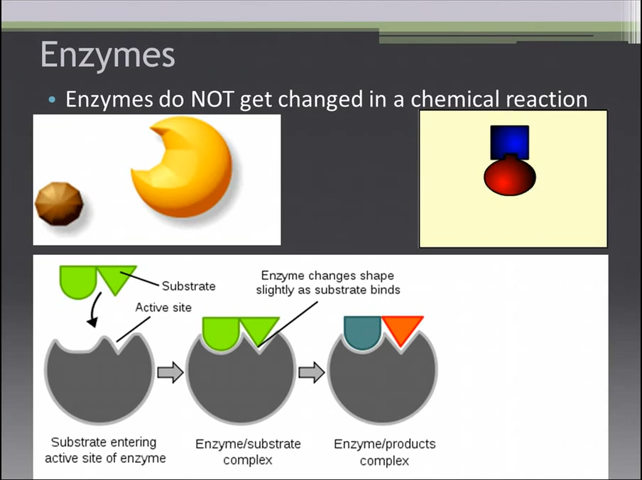 Enzymes
• Enzymes do NOT get changed in a chemical reaction
Substrate
Active site
Enzyme changes shape
slightly as substrate binds
Substrate entering
active site of enzyme
Enzyme/substrate
complex
Enzyme/products
complex